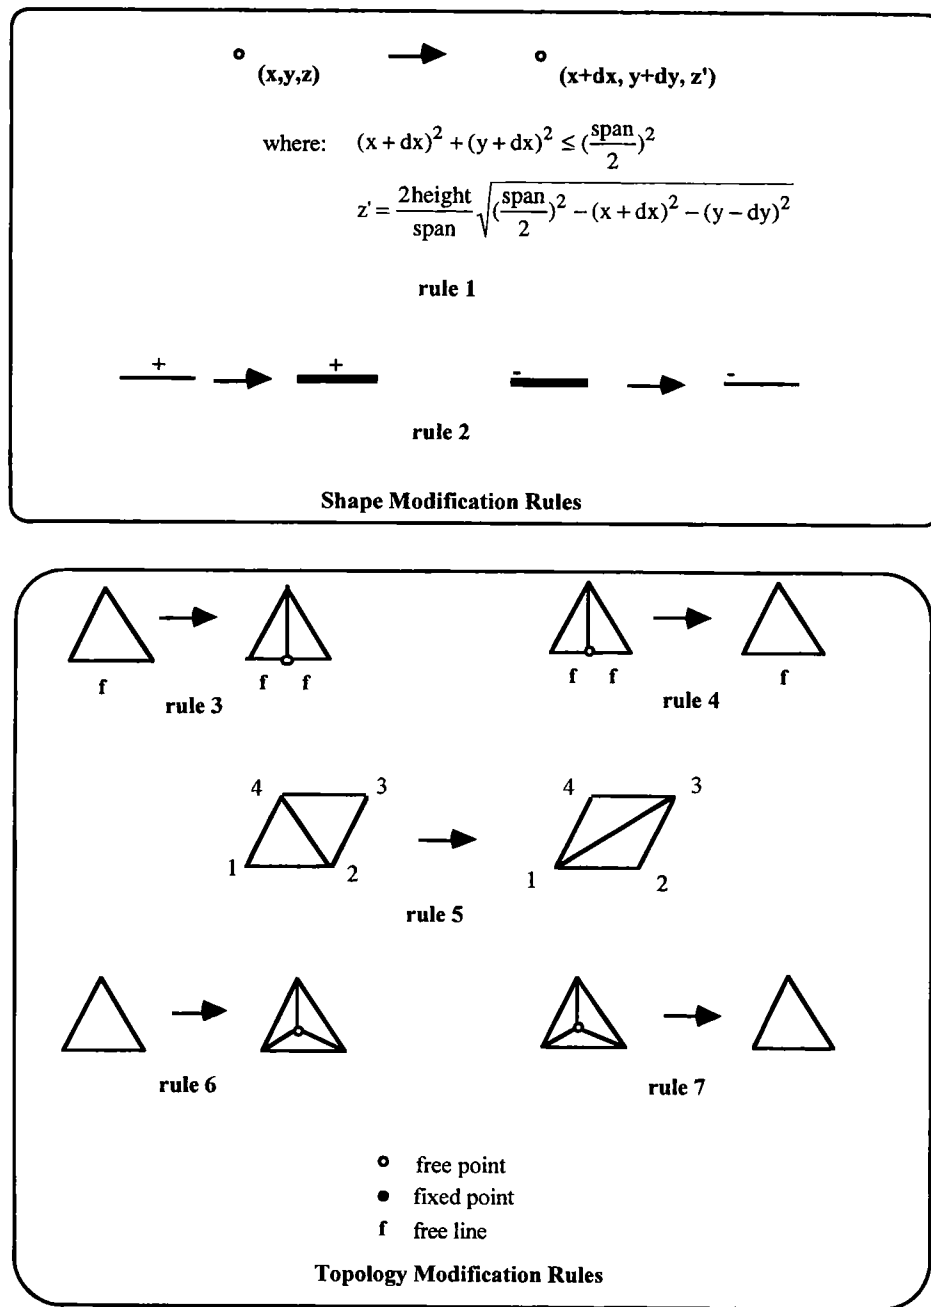 (x,y,z) (x+dx, y+dy, z')
where: (x + dx)² + (y + dx)² ≤ (span/2)²
z' = 2height/span √((span/2)² − (x + dx)² − (y − dy)²)
rule 1
+ + - -
rule 2
Shape Modification Rules
f f f f f f
rule 3 rule 4
4 3 4 3
1 2 1 2
rule 5
rule 6 rule 7
free point
fixed point
f free line
Topology Modification Rules